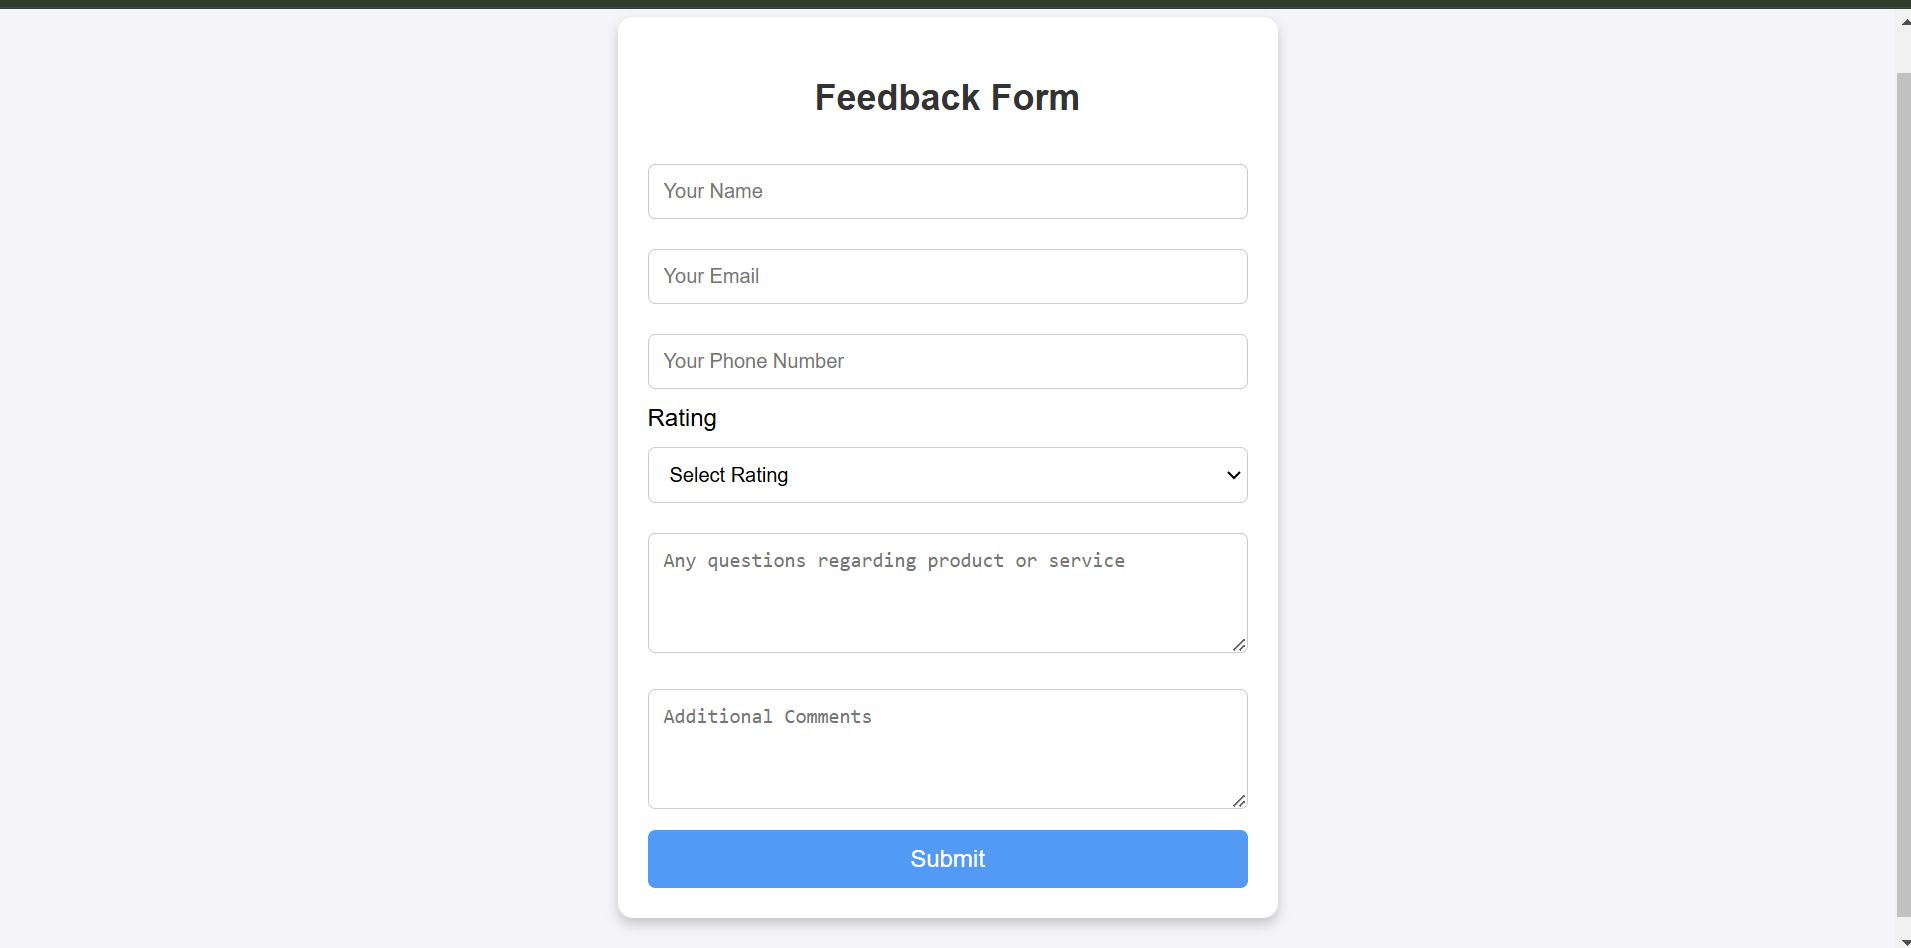 Feedback Form
Your Name
Your Email
Your Phone Number
Rating
Select Rating
Any questions regarding product or service
Additional Comments
Submit